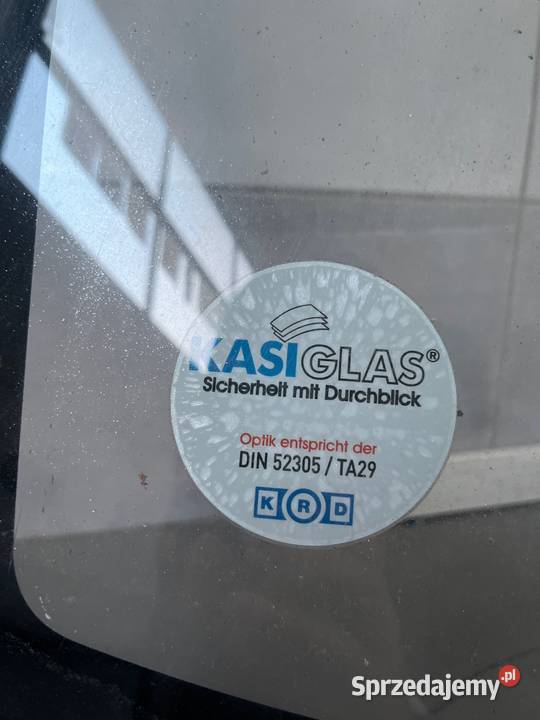 KASIGLAS®
Sicherheit mit Durchblick
Optik entspricht der
DIN 52305 / TA29
KRD
Sprzedajemy.pl